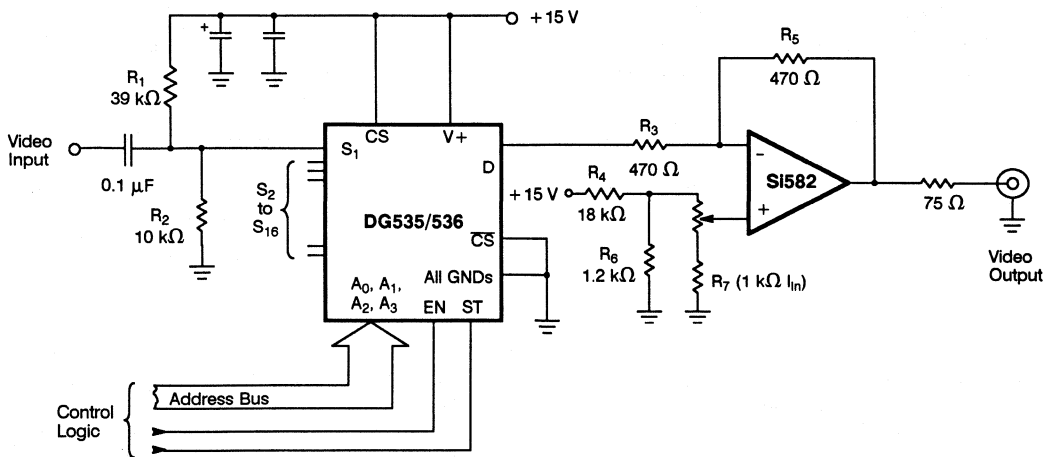 + 15 V
+
R1
39 kΩ
CS
V+
R5
470 Ω
Video
Input
0.1 µF
S1
D
R3
470 Ω
-
Si582
+
75 Ω
R2
10 kΩ
S2
to
S16
DG535/536
CS
All GNDs
+ 15 V
R4
18 kΩ
R6
1.2 kΩ
R7 (1 kΩ lln)
Video
Output
A0, A1,
A2, A3
EN
ST
Control
Logic
Address Bus